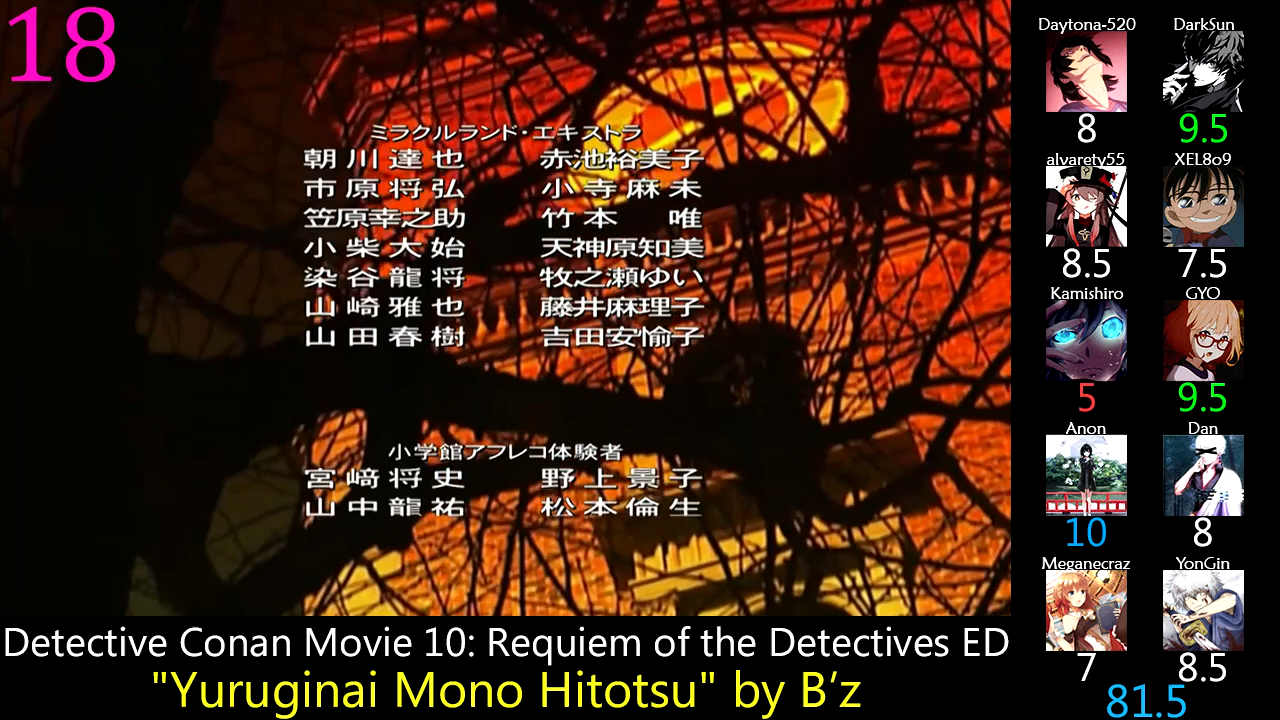 18
ミラクルランド・エキストラ
朝川達也 赤池裕美子
市原将弘 小寺麻未
笠原幸之助 竹本 唯
小柴大始 天神原知美
染谷龍将 牧之瀬ゆい
山崎雅也 藤井麻理子
山田春樹 吉田安愉子
小学館アフレコ体験者
宮﨑将史 野上景子
山中龍祐 松本倫生
Detective Conan Movie 10: Requiem of the Detectives ED
"Yuruginai Mono Hitotsu" by B’z
Daytona-520 DarkSun
8 9.5
alvarety55 XEL8o9
8.5 7.5
Kamishiro GYO
5 9.5
Anon Dan
10 8
Meganecraz YonGin
7 8.5
81.5